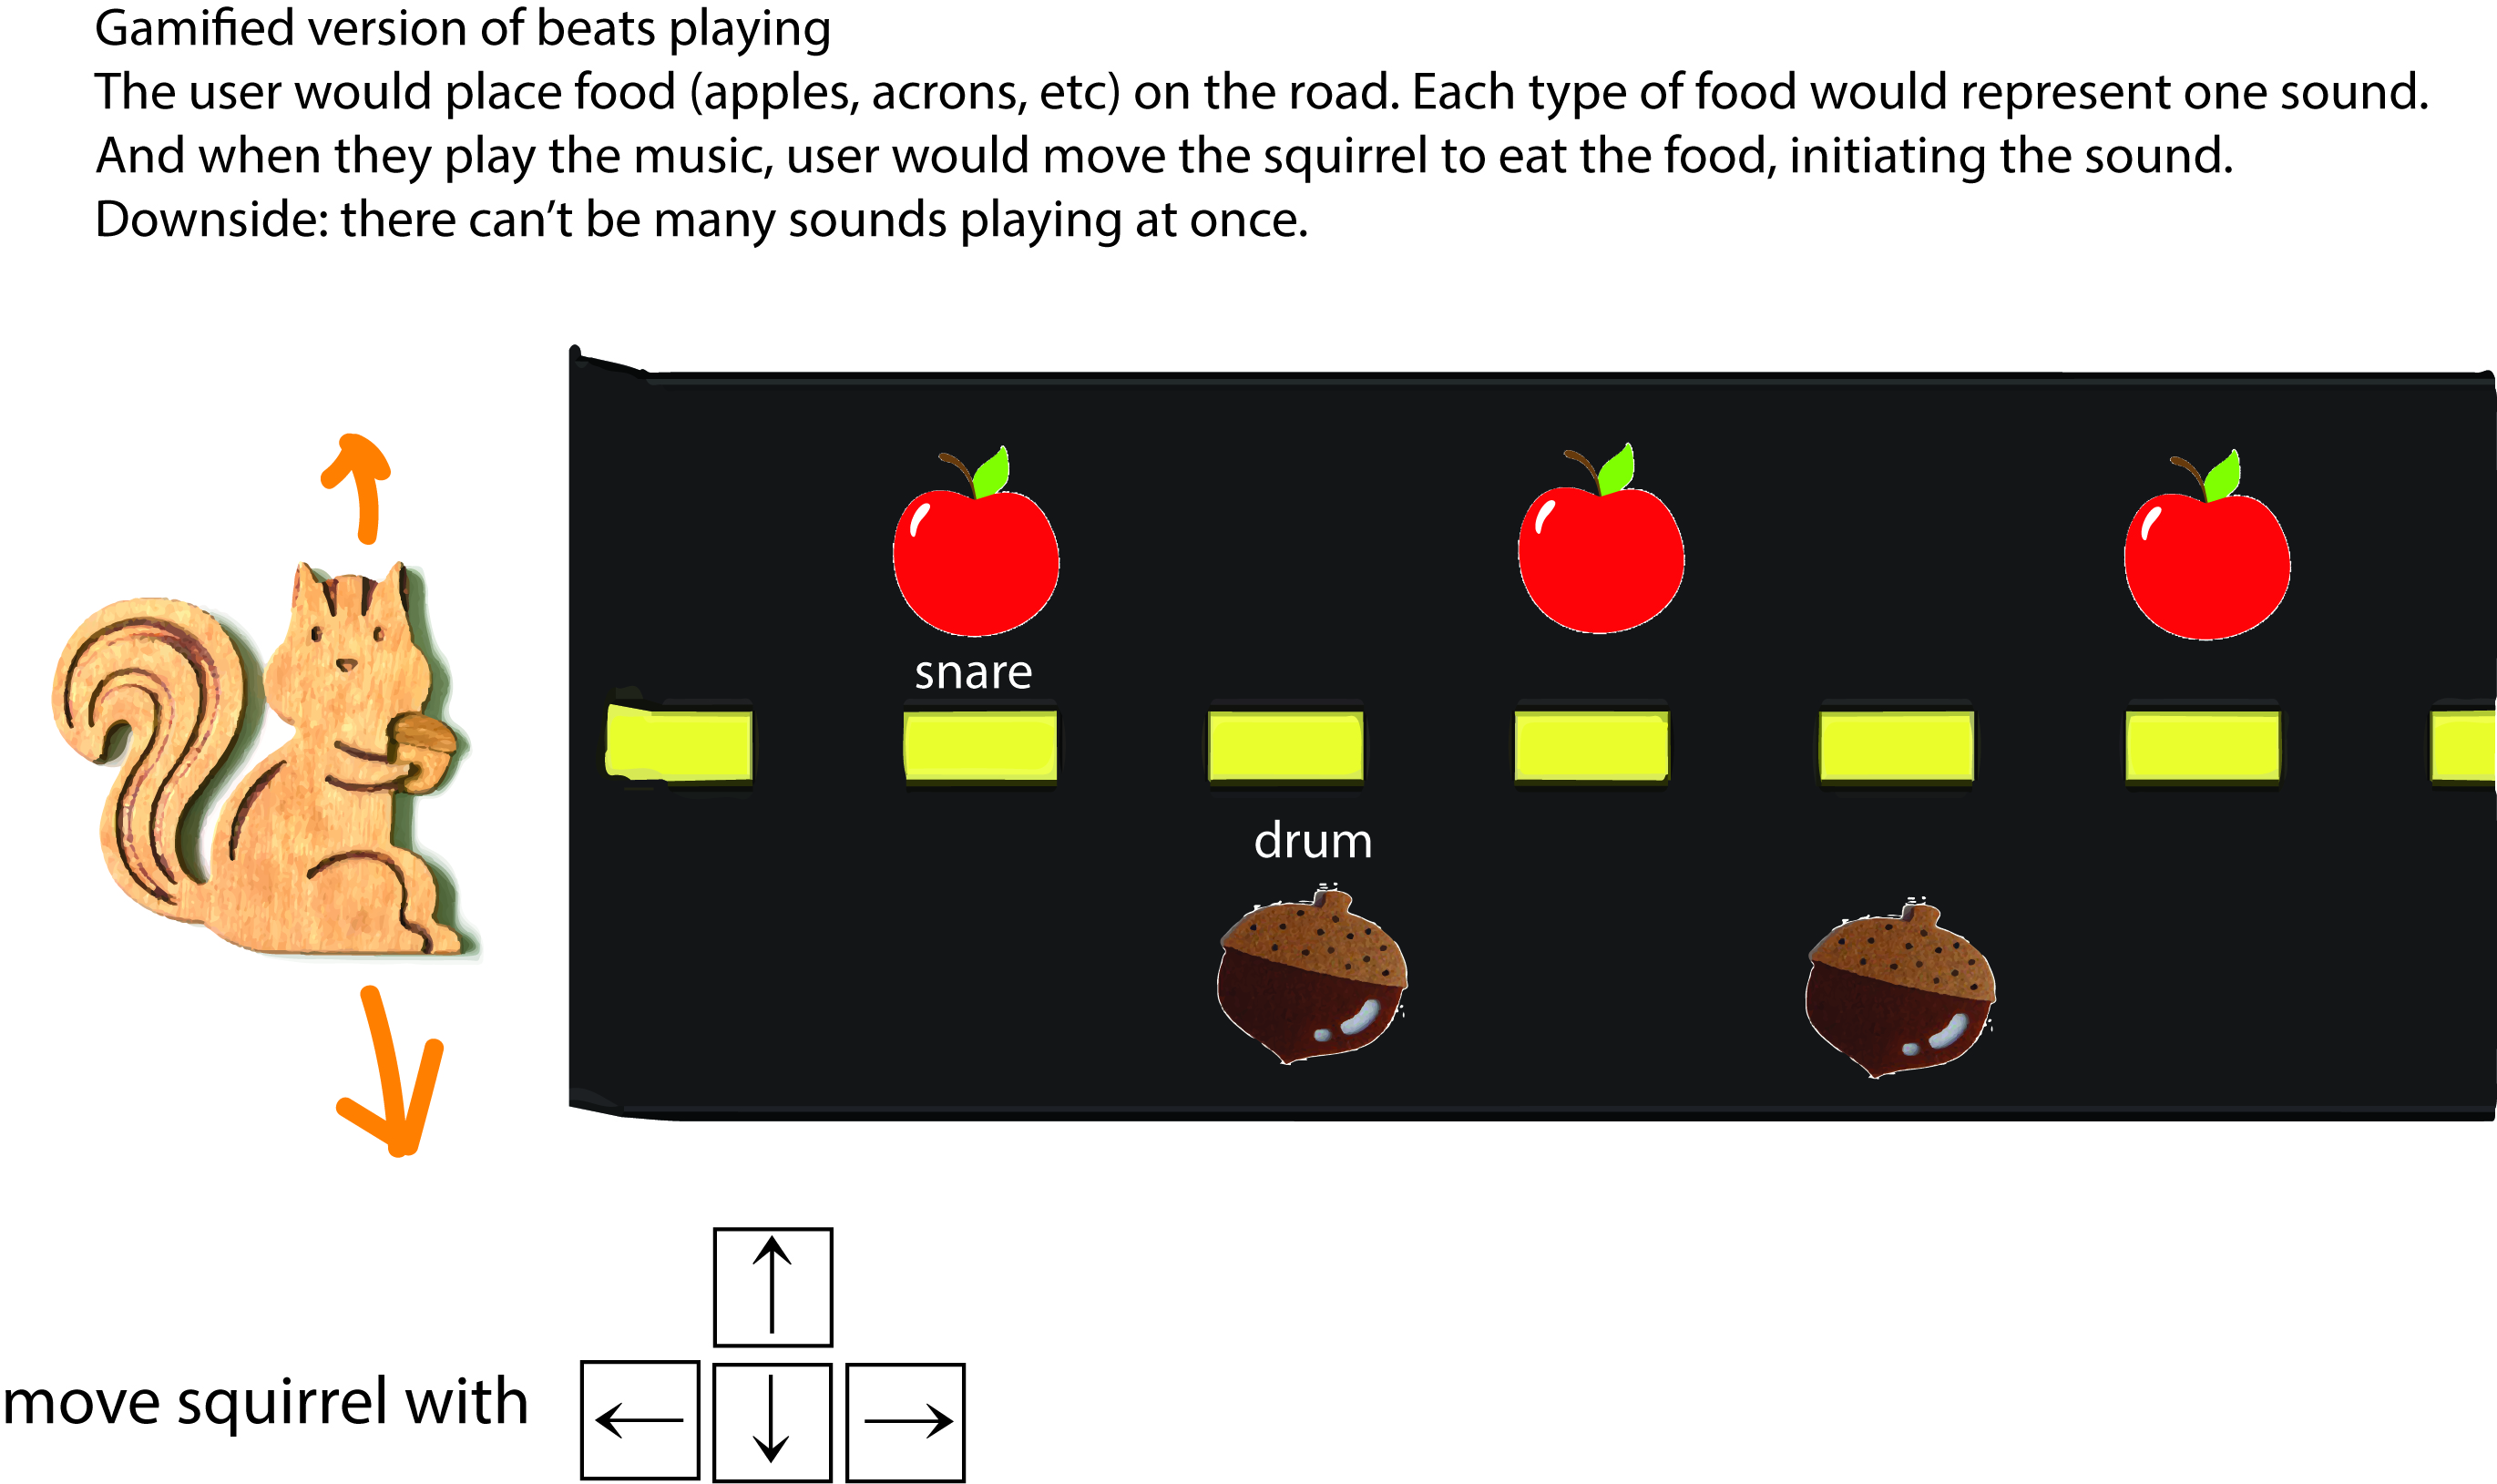 Gamified version of beats playing
The user would place food (apples, acrons, etc) on the road. Each type of food would represent one sound.
And when they play the music, user would move the squirrel to eat the food, initiating the sound.
Downside: there can’t be many sounds playing at once.
snare
drum
move squirrel with